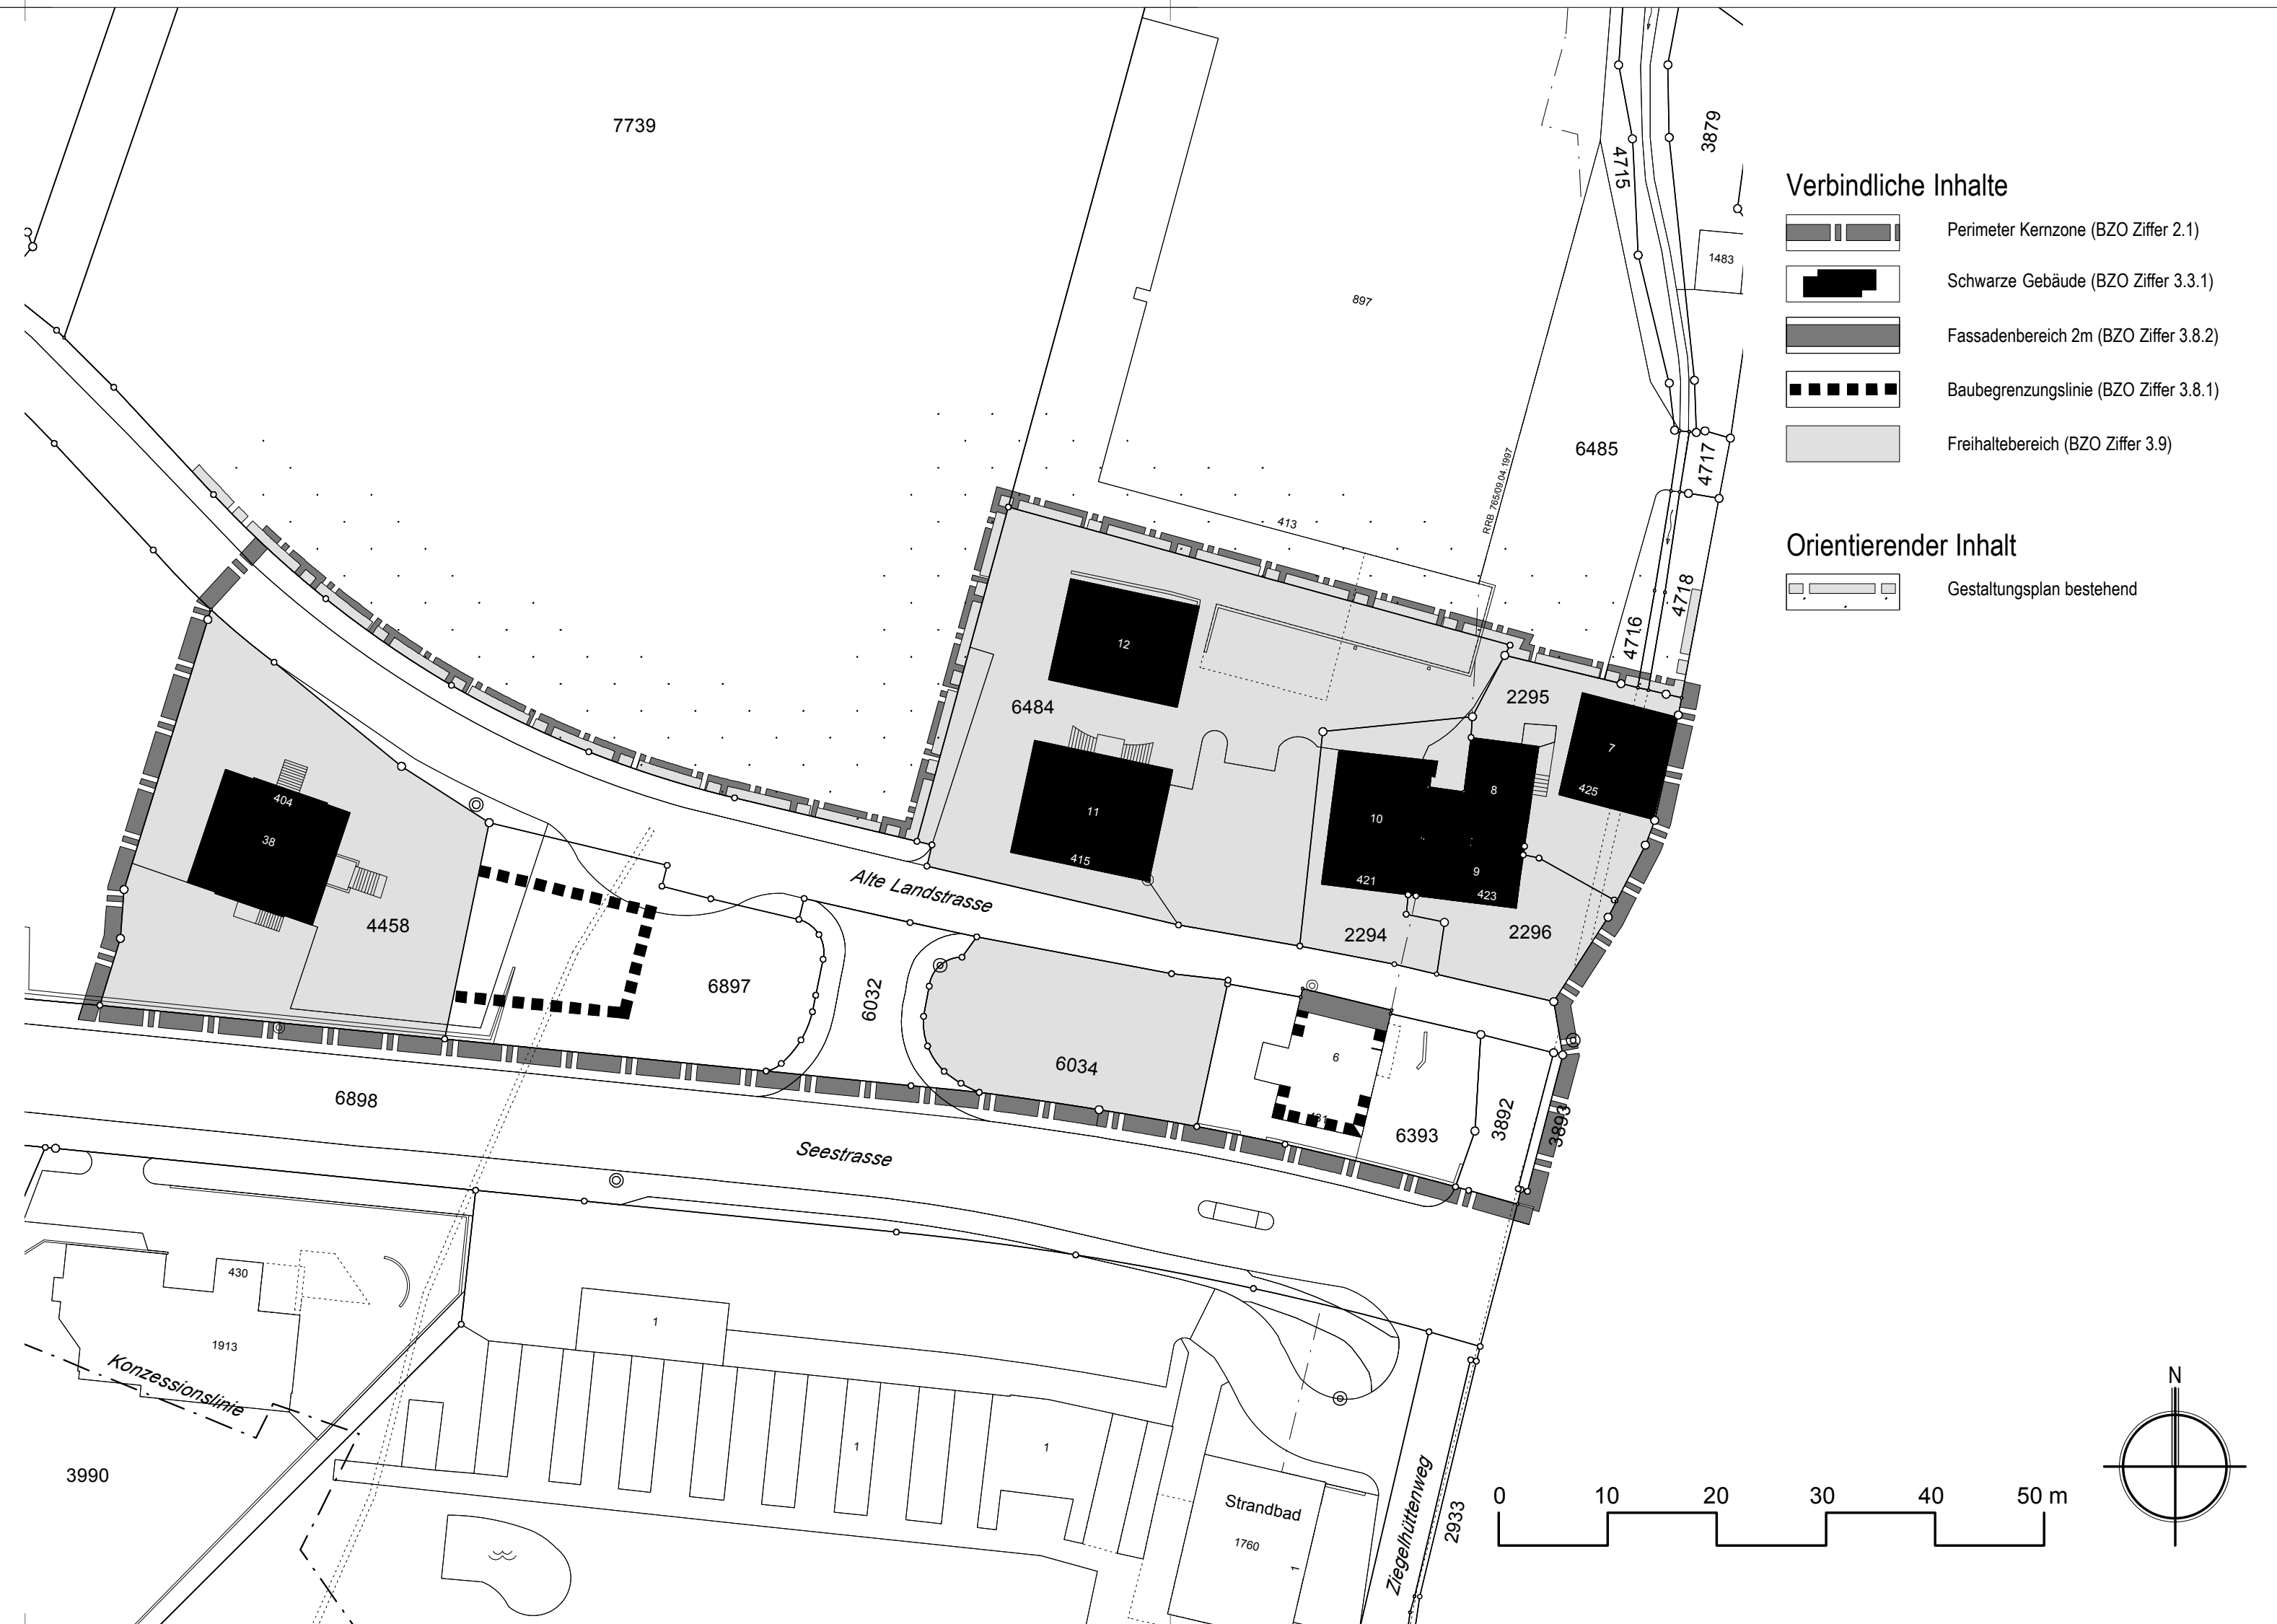 7739
3879
4715
Verbindliche Inhalte
Perimeter Kernzone (BZO Ziffer 2.1)
1483
Schwarze Gebäude (BZO Ziffer 3.3.1)
897
Fassadenbereich 2m (BZO Ziffer 3.8.2)
Baubegrenzungslinie (BZO Ziffer 3.8.1)
6485
Freihaltebereich (BZO Ziffer 3.9)
4717
RRB 765/09.04.1997
413
Orientierender Inhalt
Gestaltungsplan bestehend
4718
4716
12
2295
6484
7
425
8
404
11
10
38
415
9
421
423
Alte Landstrasse
4458
2294
2296
6897
6032
6
6034
6898
6393
3892
3893
Seestrasse
430
1
1913
Konzessionslinie
N
1
1
3990
0 10 20 30 40 50 m
Strandbad
1760
1
Ziegelhüttenweg
2933